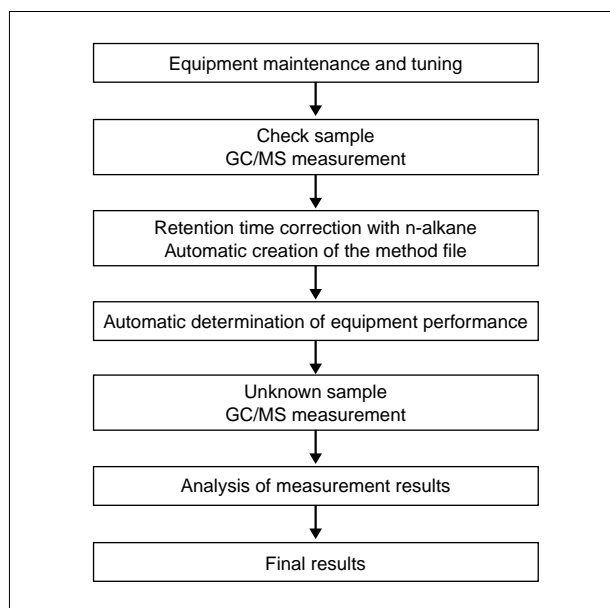 Equipment maintenance and tuning
Check sample
GC/MS measurement
Retention time correction with n-alkane
Automatic creation of the method file
Automatic determination of equipment performance
Unknown sample
GC/MS measurement
Analysis of measurement results
Final results